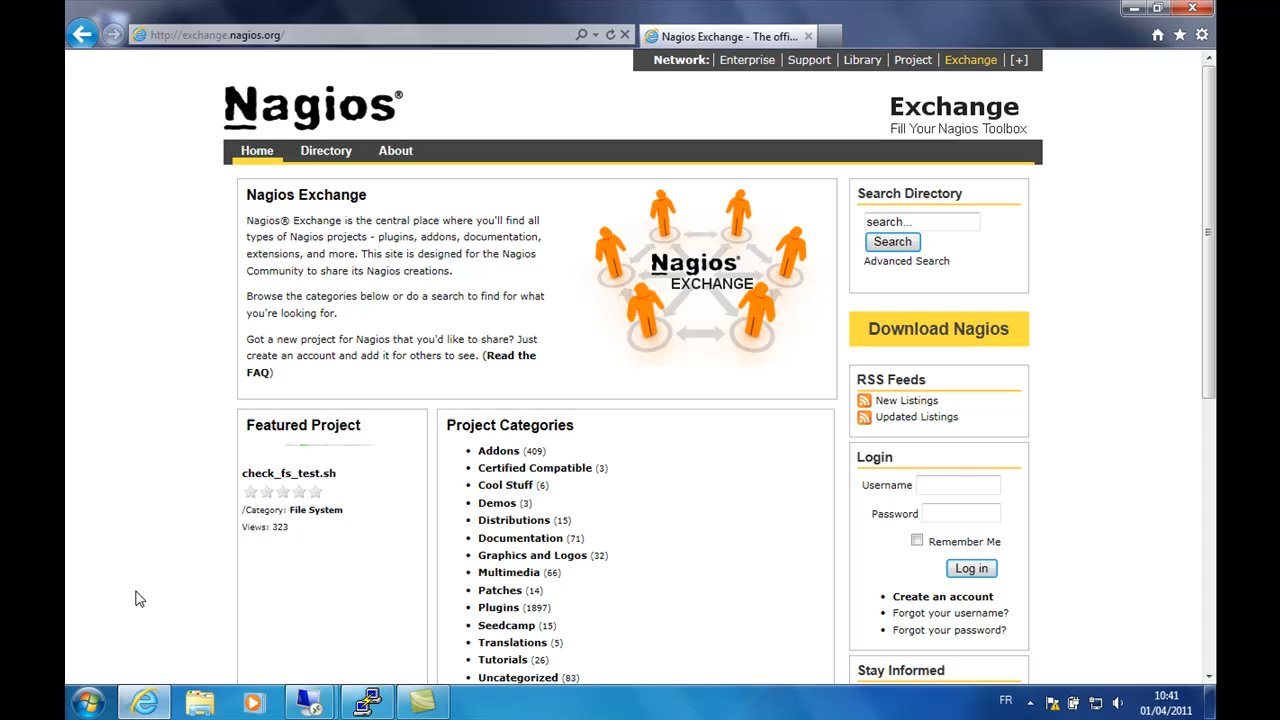 http://exchange.nagios.org/
Nagios Exchange - The offi...
Network: | Enterprise | Support | Library | Project | Exchange | [+]
Nagios®
Exchange
Fill Your Nagios Toolbox
Home Directory About
Nagios Exchange
Nagios® Exchange is the central place where you'll find all
types of Nagios projects - plugins, addons, documentation,
extensions, and more. This site is designed for the Nagios
Community to share its Nagios creations.
Browse the categories below or do a search to find for what
you're looking for.
Got a new project for Nagios that you'd like to share? Just
create an account and add it for others to see. (Read the
FAQ)
Nagios®
EXCHANGE
Search Directory
search...
Search
Advanced Search
Download Nagios
RSS Feeds
New Listings
Updated Listings
Featured Project
check_fs_test.sh
/Category: File System
Views: 323
Project Categories
• Addons (409)
• Certified Compatible (3)
• Cool Stuff (6)
• Demos (3)
• Distributions (15)
• Documentation (71)
• Graphics and Logos (32)
• Multimedia (66)
• Patches (14)
• Plugins (1897)
• Seedcamp (15)
• Translations (5)
• Tutorials (26)
• Uncategorized (83)
Login
Username
Password
Remember Me
Log in
• Create an account
• Forgot your username?
• Forgot your password?
Stay Informed
FR
10:41
01/04/2011